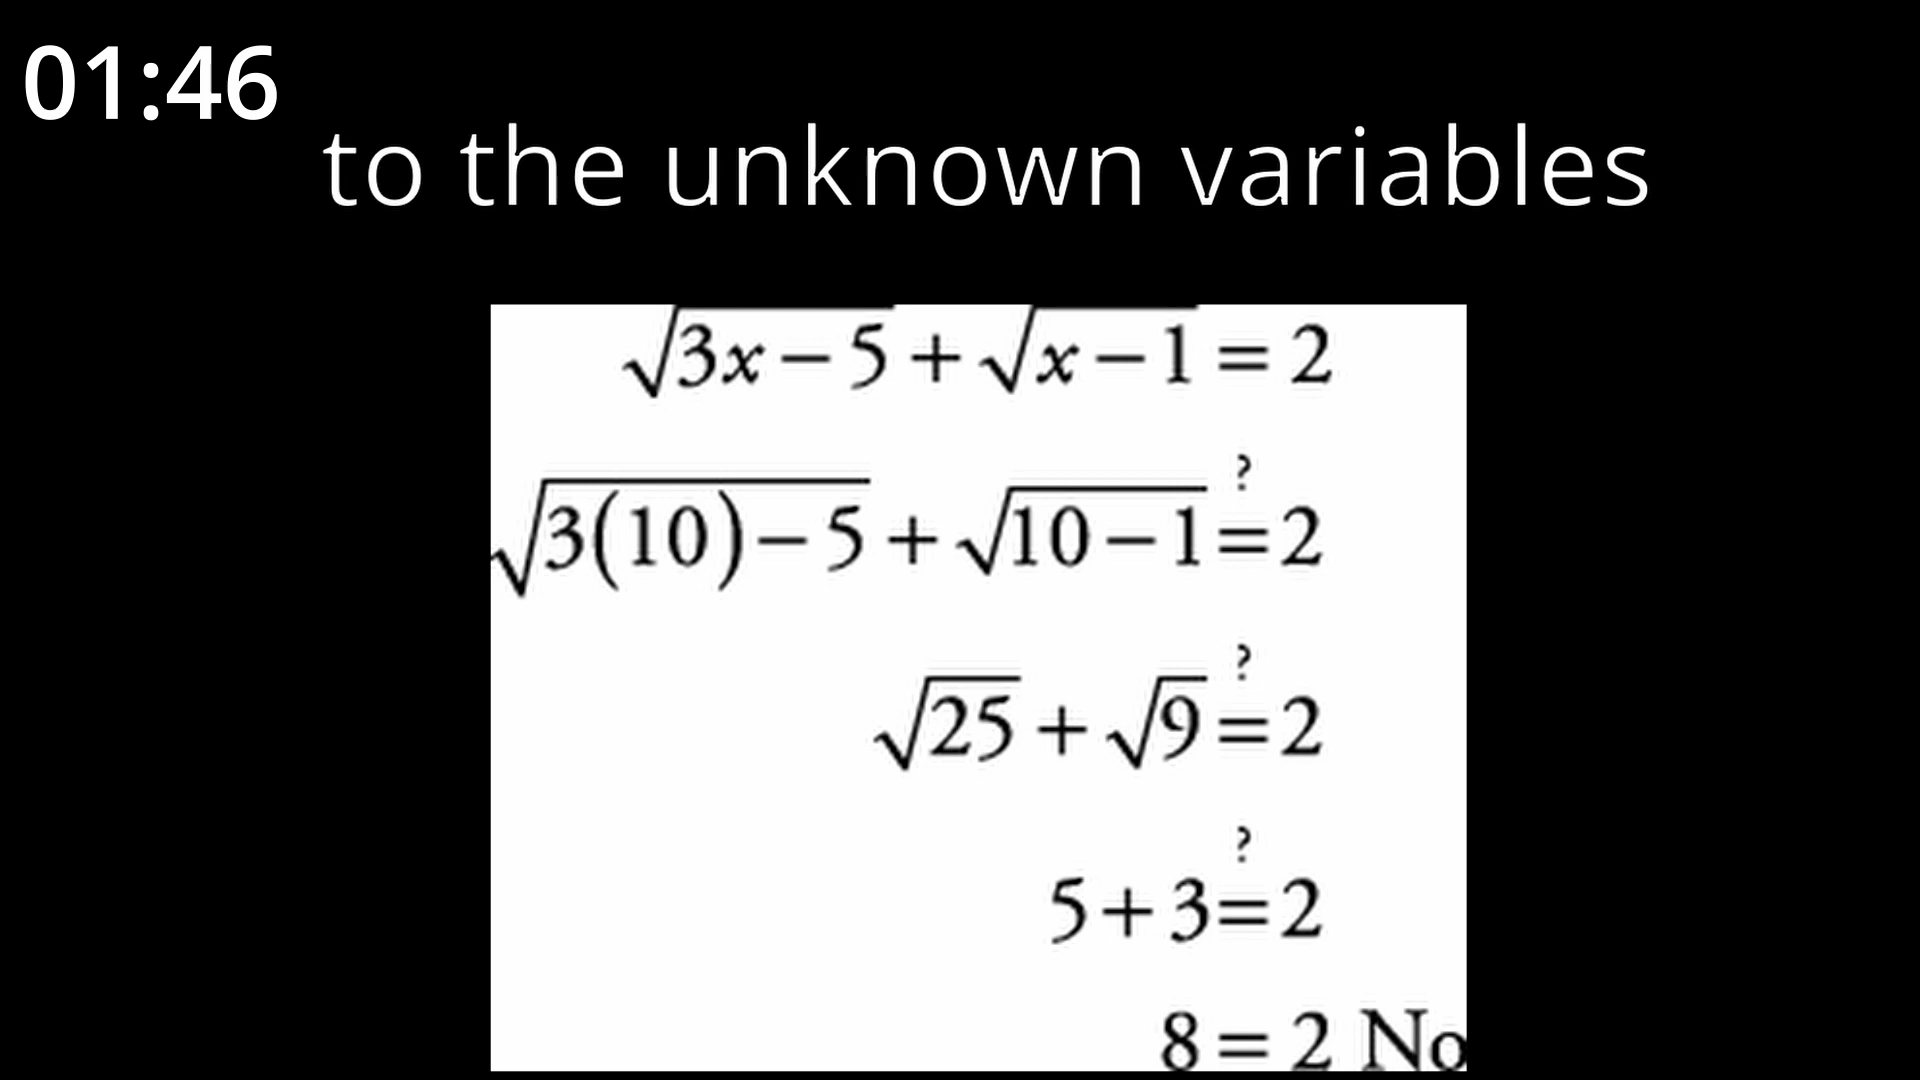 01:46
to the unknown variables
√3x − 5 + √x − 1 = 2
√3(10) − 5 + √10 − 1 ≟ 2
√25 + √9 ≟ 2
5 + 3 ≟ 2
8 = 2 No